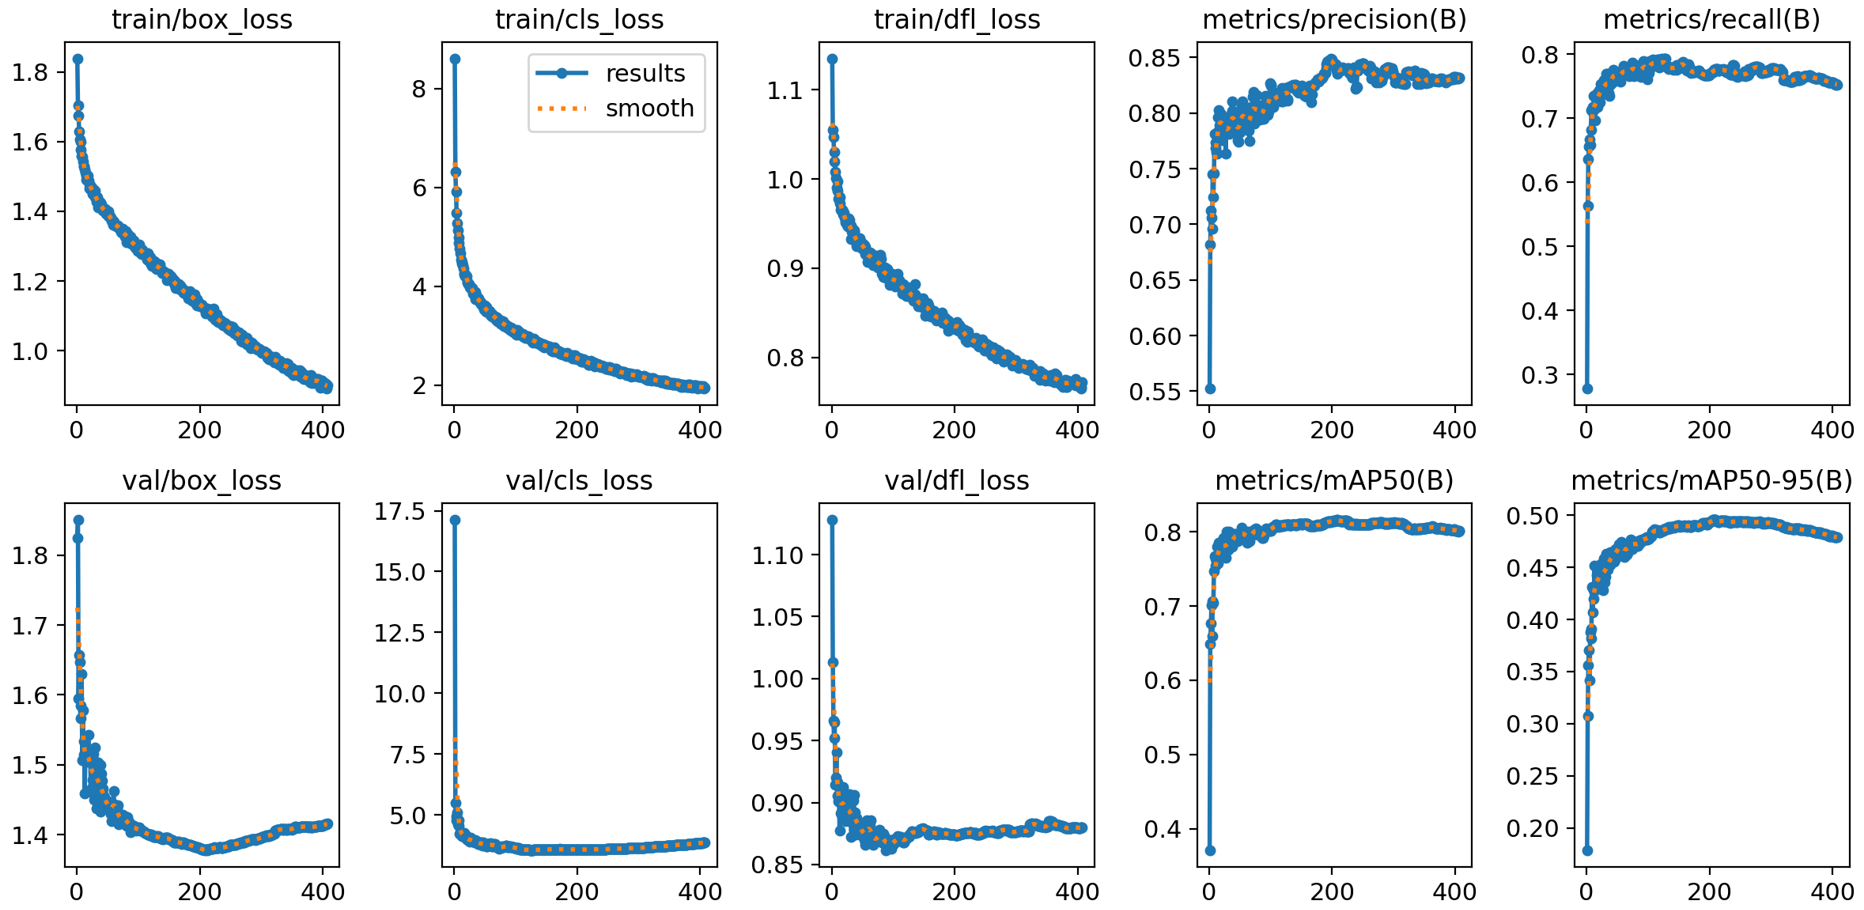 train/box_loss
1.8
1.6
1.4
1.2
1.0
0 200 400
train/cls_loss
results
smooth
8
6
4
2
0 200 400
train/dfl_loss
1.1
1.0
0.9
0.8
0 200 400
metrics/precision(B)
0.85
0.80
0.75
0.70
0.65
0.60
0.55
0 200 400
metrics/recall(B)
0.8
0.7
0.6
0.5
0.4
0.3
0 200 400
val/box_loss
1.8
1.7
1.6
1.5
1.4
0 200 400
val/cls_loss
17.5
15.0
12.5
10.0
7.5
5.0
0 200 400
val/dfl_loss
1.10
1.05
1.00
0.95
0.90
0.85
0 200 400
metrics/mAP50(B)
0.8
0.7
0.6
0.5
0.4
0 200 400
metrics/mAP50-95(B)
0.50
0.45
0.40
0.35
0.30
0.25
0.20
0 200 400